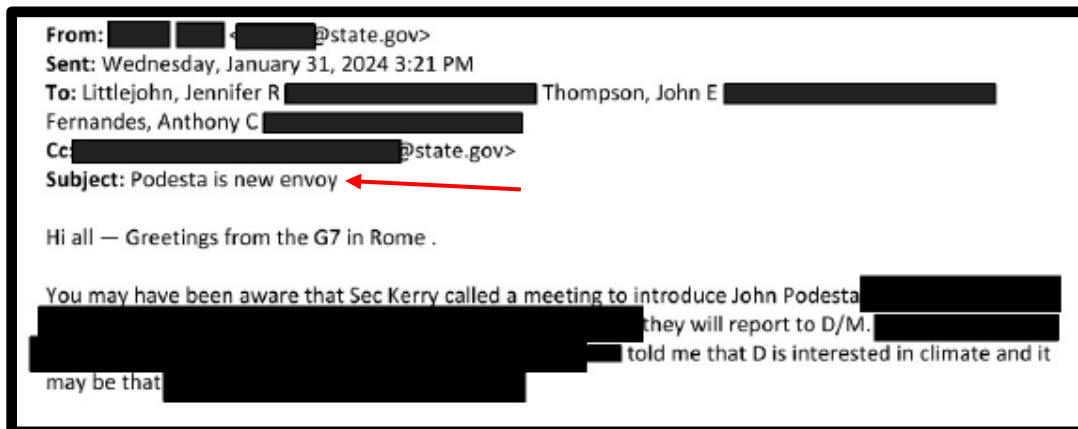 From: @state.gov>
Sent: Wednesday, January 31, 2024 3:21 PM
To: Littlejohn, Jennifer R Thompson, John E
Fernandes, Anthony C
Cc: @state.gov>
Subject: Podesta is new envoy
Hi all — Greetings from the G7 in Rome .
You may have been aware that Sec Kerry called a meeting to introduce John Podesta
they will report to D/M.
told me that D is interested in climate and it
may be that